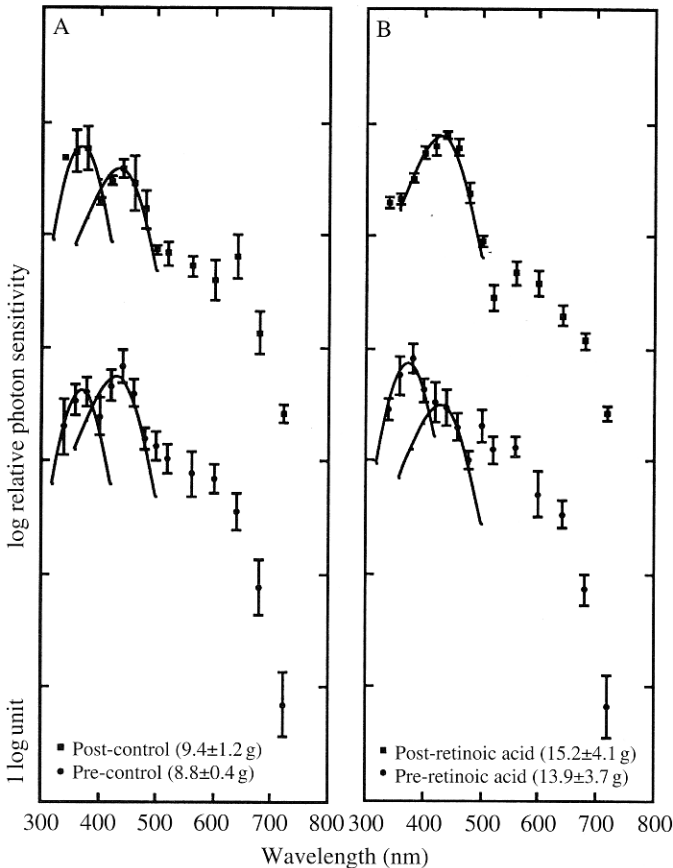 A
B
log relative photon sensitivity
1 log unit
Post-control (9.4±1.2 g)
Pre-control (8.8±0.4 g)
Post-retinoic acid (15.2±4.1 g)
Pre-retinoic acid (13.9±3.7 g)
300 400 500 600 700 800
300 400 500 600 700 800
Wavelength (nm)